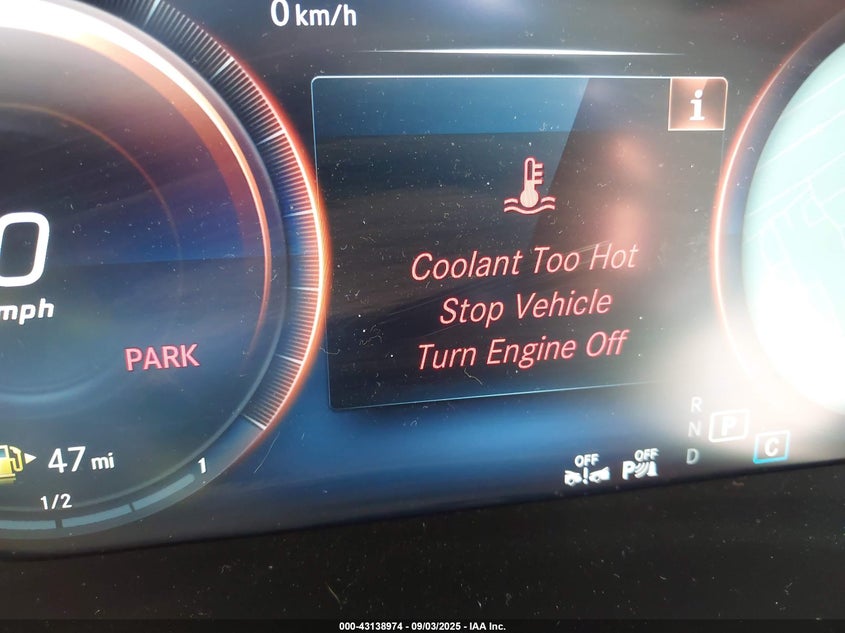 0 km/h
i
Coolant Too Hot
Stop Vehicle
Turn Engine Off
0
mph
PARK
47 mi
1/2
1
R
N
D
P
C
OFF
OFF
P
000-43138974 - 09/03/2025 - IAA Inc.